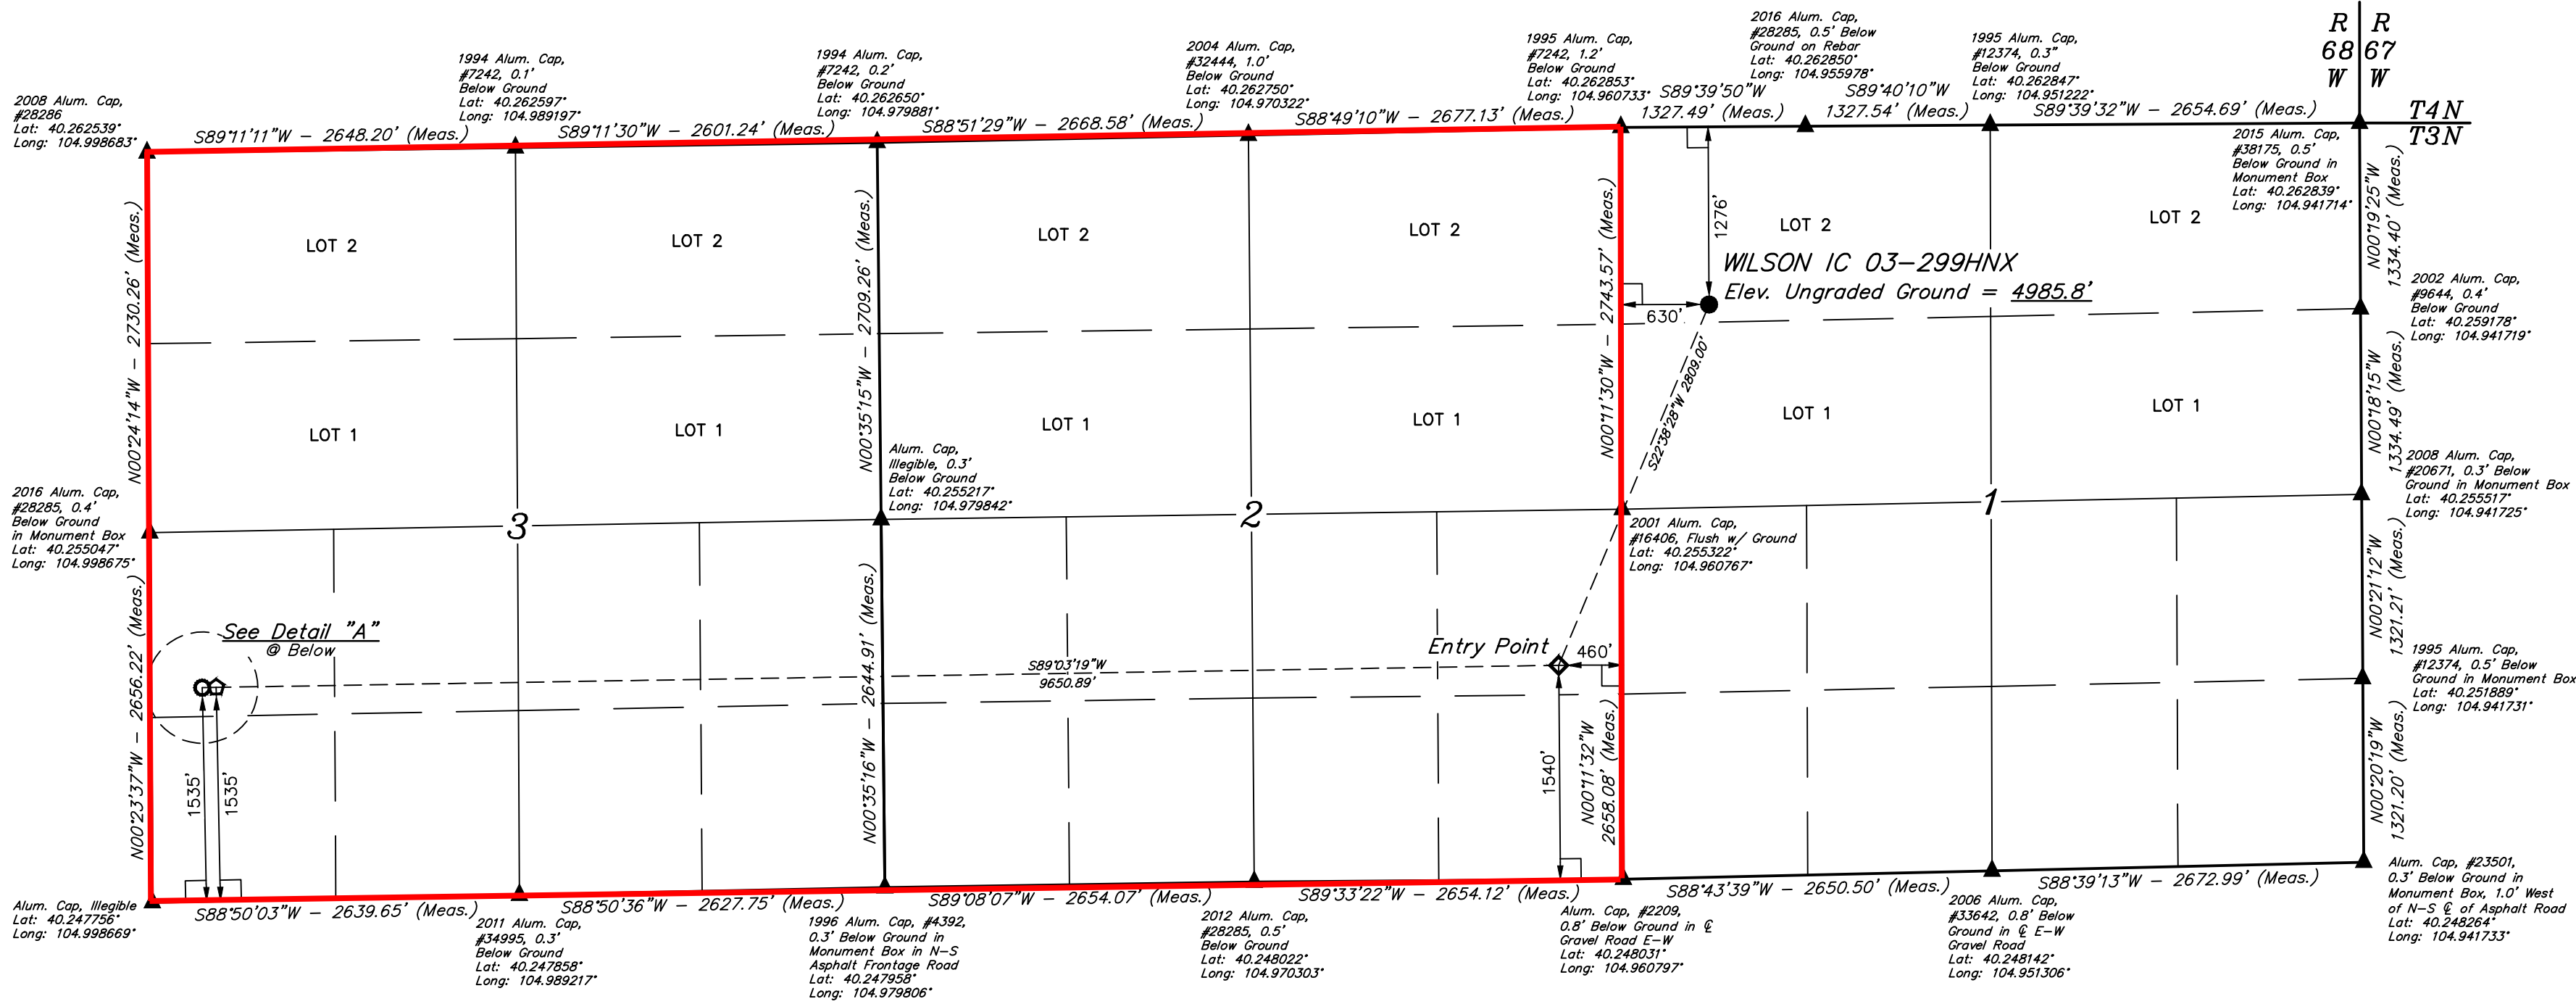 2008 Alum. Cap,
#28286
Lat: 40.262539°
Long: 104.998683°
1994 Alum. Cap,
#7242, 0.1'
Below Ground
Lat: 40.262597°
Long: 104.989197°
1994 Alum. Cap,
#7242, 0.2'
Below Ground
Lat: 40.262650°
Long: 104.979881°
2004 Alum. Cap,
#32444, 1.0'
Below Ground
Lat: 40.262750°
Long: 104.970322°
1995 Alum. Cap,
#7242, 1.2'
Below Ground
Lat: 40.262853°
Long: 104.960733°
2016 Alum. Cap,
#28285, 0.5' Below
Ground on Rebar
Lat: 40.262850°
Long: 104.955978°
1995 Alum. Cap,
#12374, 0.3"
Below Ground
Lat: 40.262847°
Long: 104.951222°
R R
68 67
W W
T4N
T3N
S89°11'11"W - 2648.20' (Meas.)
S89°11'30"W - 2601.24' (Meas.)
S88°51'29"W - 2668.58' (Meas.)
S88°49'10"W - 2677.13' (Meas.)
S89°39'50"W
1327.49' (Meas.)
S89°40'10"W
1327.54' (Meas.)
S89°39'32"W - 2654.69' (Meas.)
2015 Alum. Cap,
#38175, 0.5'
Below Ground in
Monument Box
Lat: 40.262839°
Long: 104.941714°
N00°24'14"W - 2730.26' (Meas.)
N00°35'15"W - 2709.26' (Meas.)
N00°11'30"W - 2743.57' (Meas.)
N00°19'25"W
1334.40' (Meas.)
LOT 2
LOT 2
LOT 2
LOT 2
LOT 2
LOT 2
1276'
WILSON IC 03-299HNX
Elev. Ungraded Ground = 4985.8'
630'
S22°38'28"W 2809.00'
2002 Alum. Cap,
#9644, 0.4'
Below Ground
Lat: 40.259178°
Long: 104.941719°
N00°18'15"W
1334.49' (Meas.)
LOT 1
LOT 1
LOT 1
LOT 1
LOT 1
LOT 1
Alum. Cap,
Illegible, 0.3'
Below Ground
Lat: 40.255217°
Long: 104.979842°
2008 Alum. Cap,
#20671, 0.3' Below
Ground in Monument Box
Lat: 40.255517°
Long: 104.941725°
2016 Alum. Cap,
#28285, 0.4'
Below Ground
in Monument Box
Lat: 40.255047°
Long: 104.998675°
3
2
1
2001 Alum. Cap,
#16406, Flush w/ Ground
Lat: 40.255322°
Long: 104.960767°
N00°23'37"W - 2656.22' (Meas.)
N00°35'16"W - 2644.91' (Meas.)
N00°11'32"W
2658.08' (Meas.)
N00°21'12"W
1321.21' (Meas.)
See Detail "A"
@ Below
Entry Point
460'
S89°03'19"W
9650.89'
1995 Alum. Cap,
#12374, 0.5' Below
Ground in Monument Box
Lat: 40.251889°
Long: 104.941731°
1535'
1535'
1540'
N00°20'19"W
1321.20' (Meas.)
Alum. Cap, Illegible
Lat: 40.247756°
Long: 104.998669°
S88°50'03"W - 2639.65' (Meas.)
S88°50'36"W - 2627.75' (Meas.)
S89°08'07"W - 2654.07' (Meas.)
S89°33'22"W - 2654.12' (Meas.)
S88°43'39"W - 2650.50' (Meas.)
S88°39'13"W - 2672.99' (Meas.)
2011 Alum. Cap,
#34995, 0.3'
Below Ground
Lat: 40.247858°
Long: 104.989217°
1996 Alum. Cap, #4392,
0.3' Below Ground in
Monument Box in N-S
Asphalt Frontage Road
Lat: 40.247958°
Long: 104.979806°
2012 Alum. Cap,
#28285, 0.5'
Below Ground
Lat: 40.248022°
Long: 104.970303°
Alum. Cap, #2209,
0.8' Below Ground in ℄
Gravel Road E-W
Lat: 40.248031°
Long: 104.960797°
2006 Alum. Cap,
#33642, 0.8' Below
Ground in ℄ E-W
Gravel Road
Lat: 40.248142°
Long: 104.951306°
Alum. Cap, #23501,
0.3' Below Ground in
Monument Box, 1.0' West
of N-S ℄ of Asphalt Road
Lat: 40.248264°
Long: 104.941733°